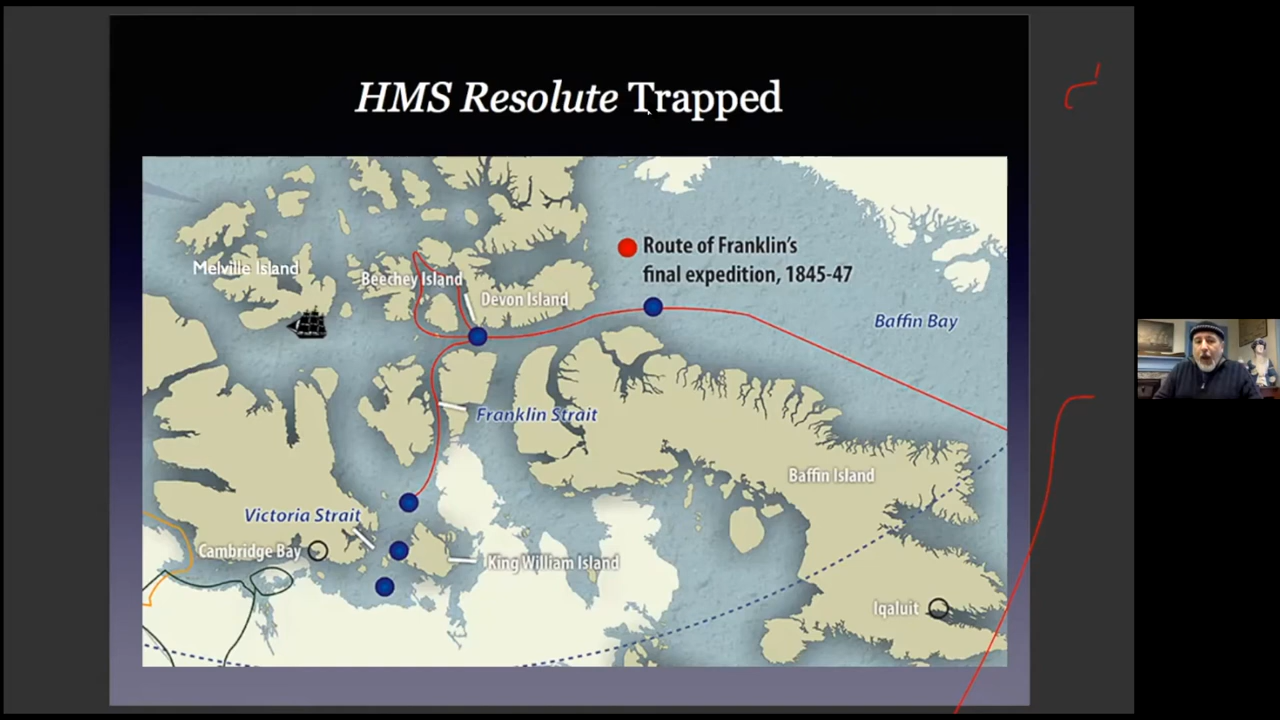 HMS Resolute Trapped
Route of Franklin's
final expedition, 1845-47
Melville Island
Beechey Island
Devon Island
Baffin Bay
Franklin Strait
Baffin Island
Victoria Strait
Cambridge Bay
King William Island
Iqaluit